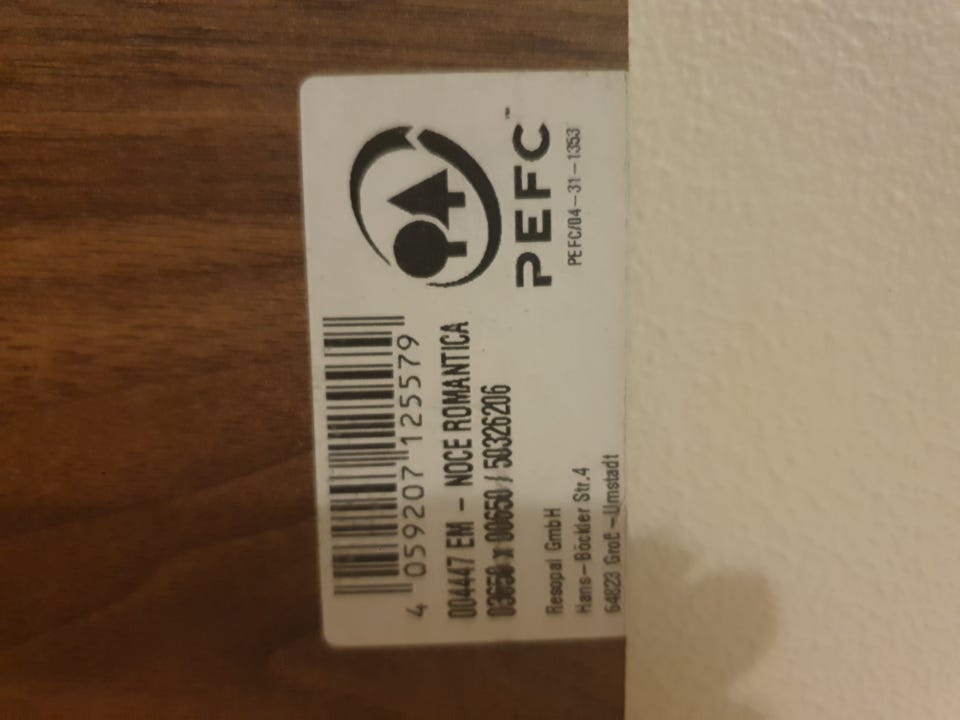 4 059207 125579
004447 EM - NOCE ROMANTICA
03650 x 00650 / 50326206
Resopal GmbH
Hans-Böckler Str.4
64823 Groß-Umstadt
PEFC™
PEFC/04-31-1353